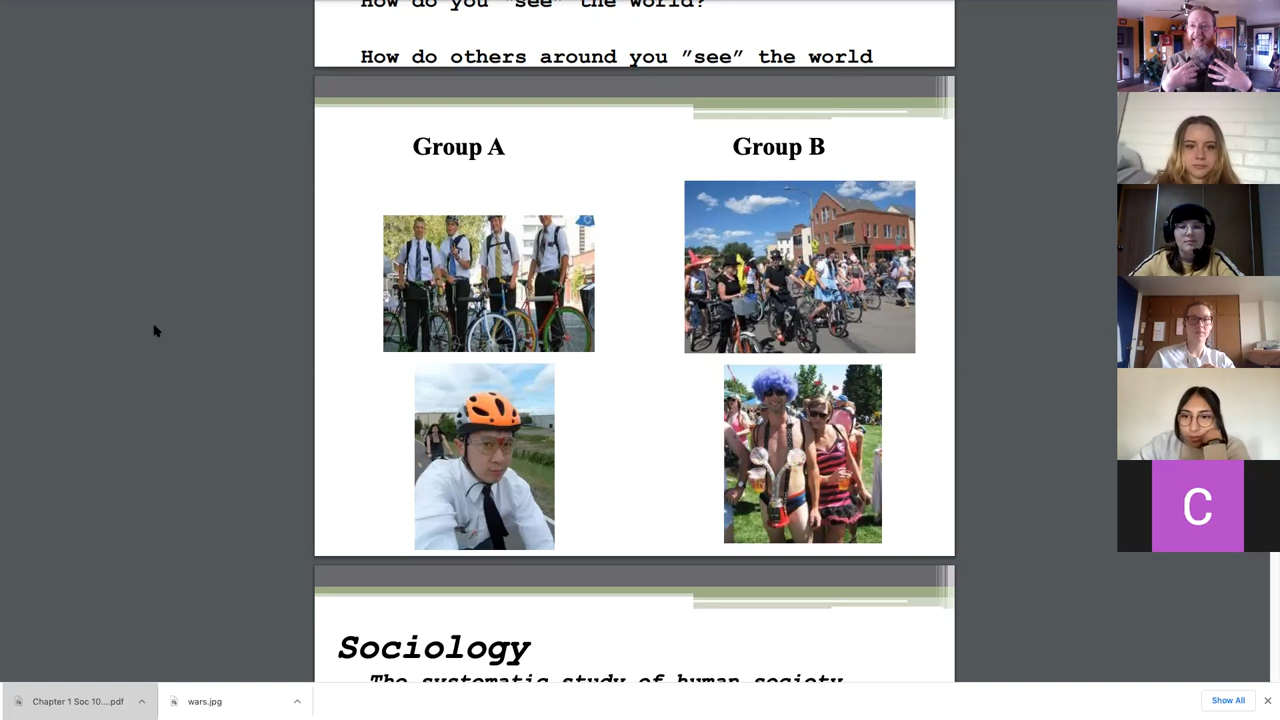 How do you "see" the world?
How do others around you ”see” the world
Group A
Group B
Sociology
The systematic study of human society
C
Chapter 1 Soc 10....pdf
wars.jpg
Show All